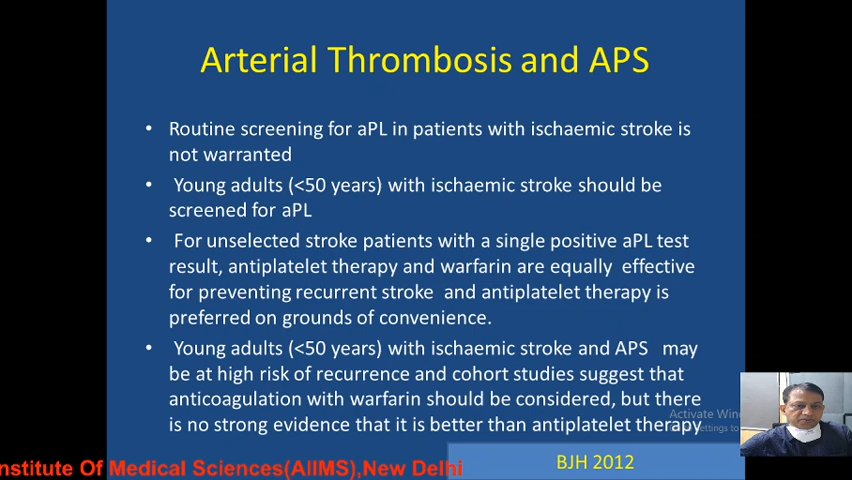 Arterial Thrombosis and APS
• Routine screening for aPL in patients with ischaemic stroke is
not warranted
• Young adults (<50 years) with ischaemic stroke should be
screened for aPL
• For unselected stroke patients with a single positive aPL test
result, antiplatelet therapy and warfarin are equally effective
for preventing recurrent stroke and antiplatelet therapy is
preferred on grounds of convenience.
• Young adults (<50 years) with ischaemic stroke and APS may
be at high risk of recurrence and cohort studies suggest that
anticoagulation with warfarin should be considered, but there
is no strong evidence that it is better than antiplatelet therapy
Activate
ettings to
BJH 2012
nstitute Of Medical Sciences(AIIMS),New Delhi